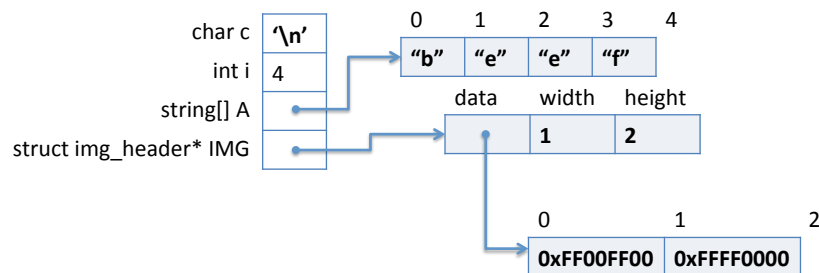 0 1 2 3 4
char c ‘\n’
“b” “e” “e” “f”
int i 4
string[] A
data width height
struct img_header* IMG
1 2
0 1 2
0xFF00FF00 0xFFFF0000